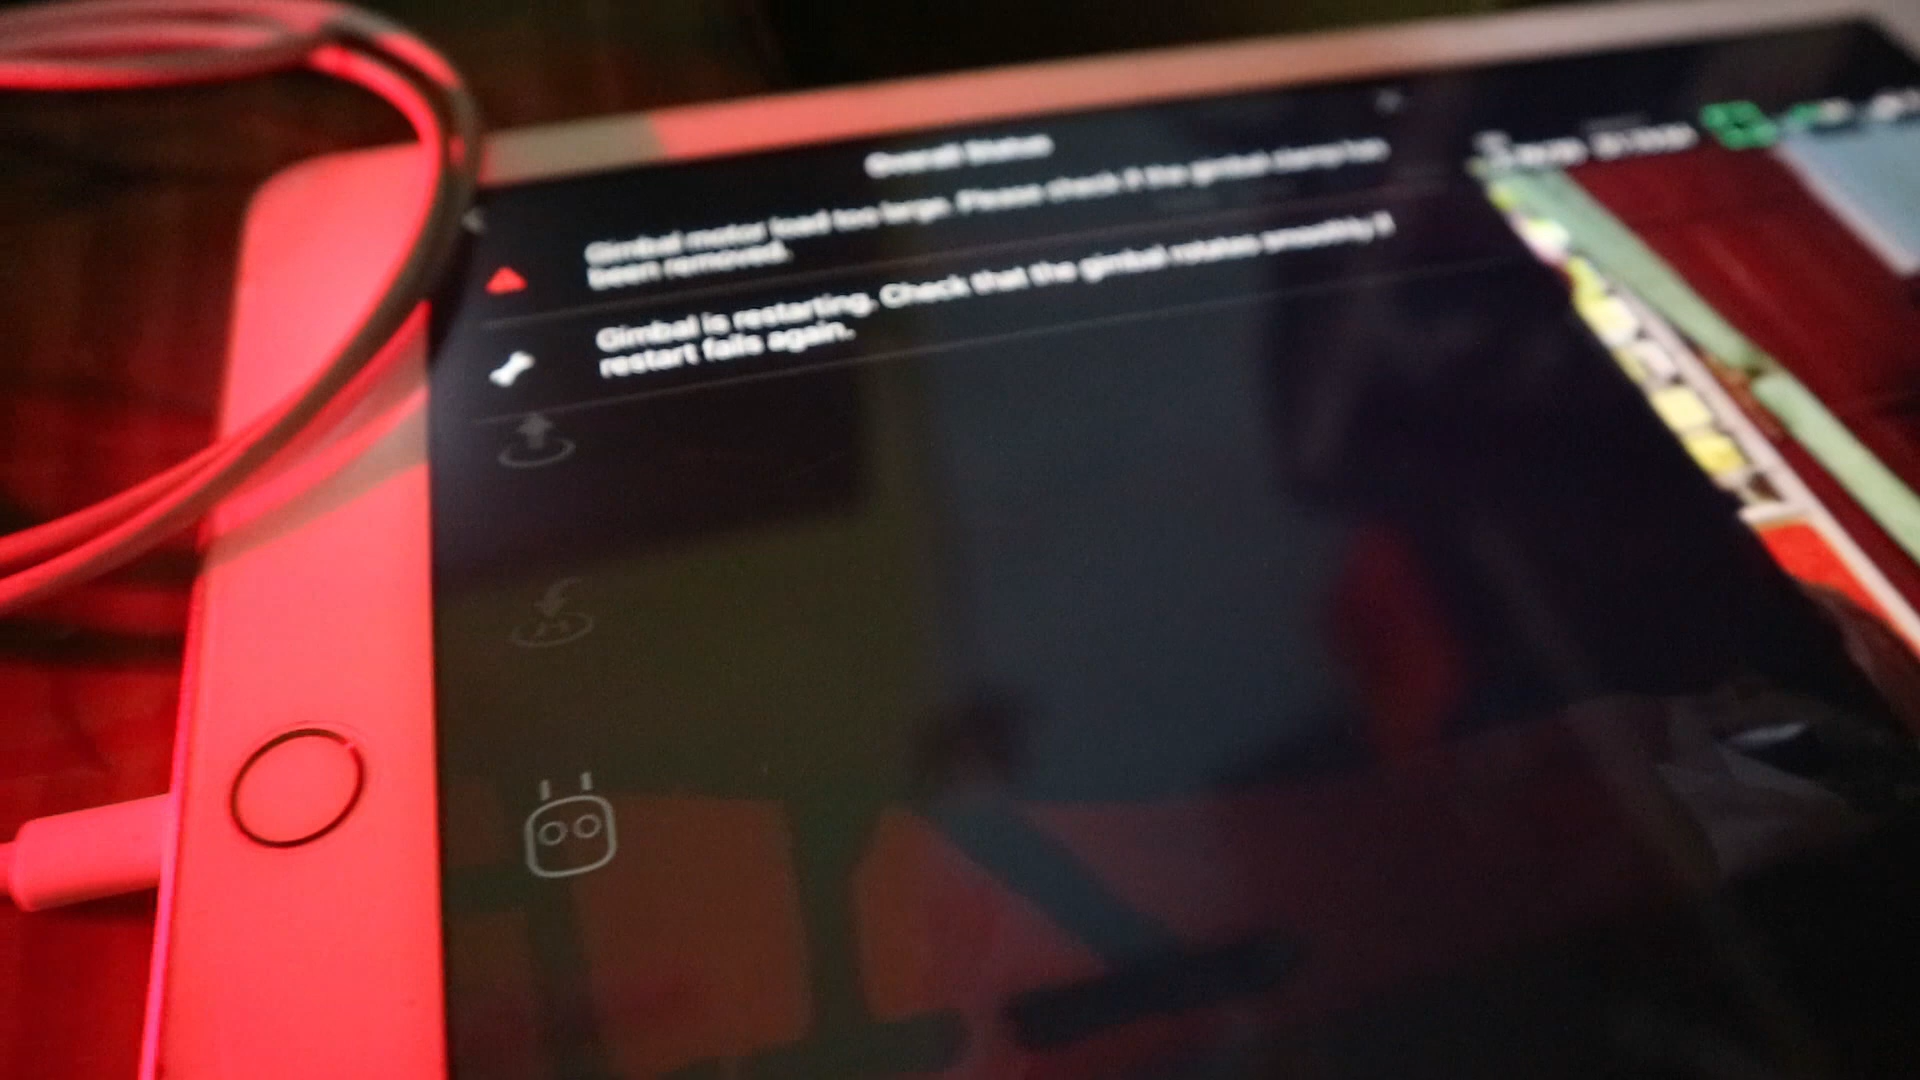 Overall Status
Gimbal motor load too large. Please check if the gimbal clamp has
been removed.
Gimbal is restarting. Check that the gimbal rotates smoothly if
restart fails again.